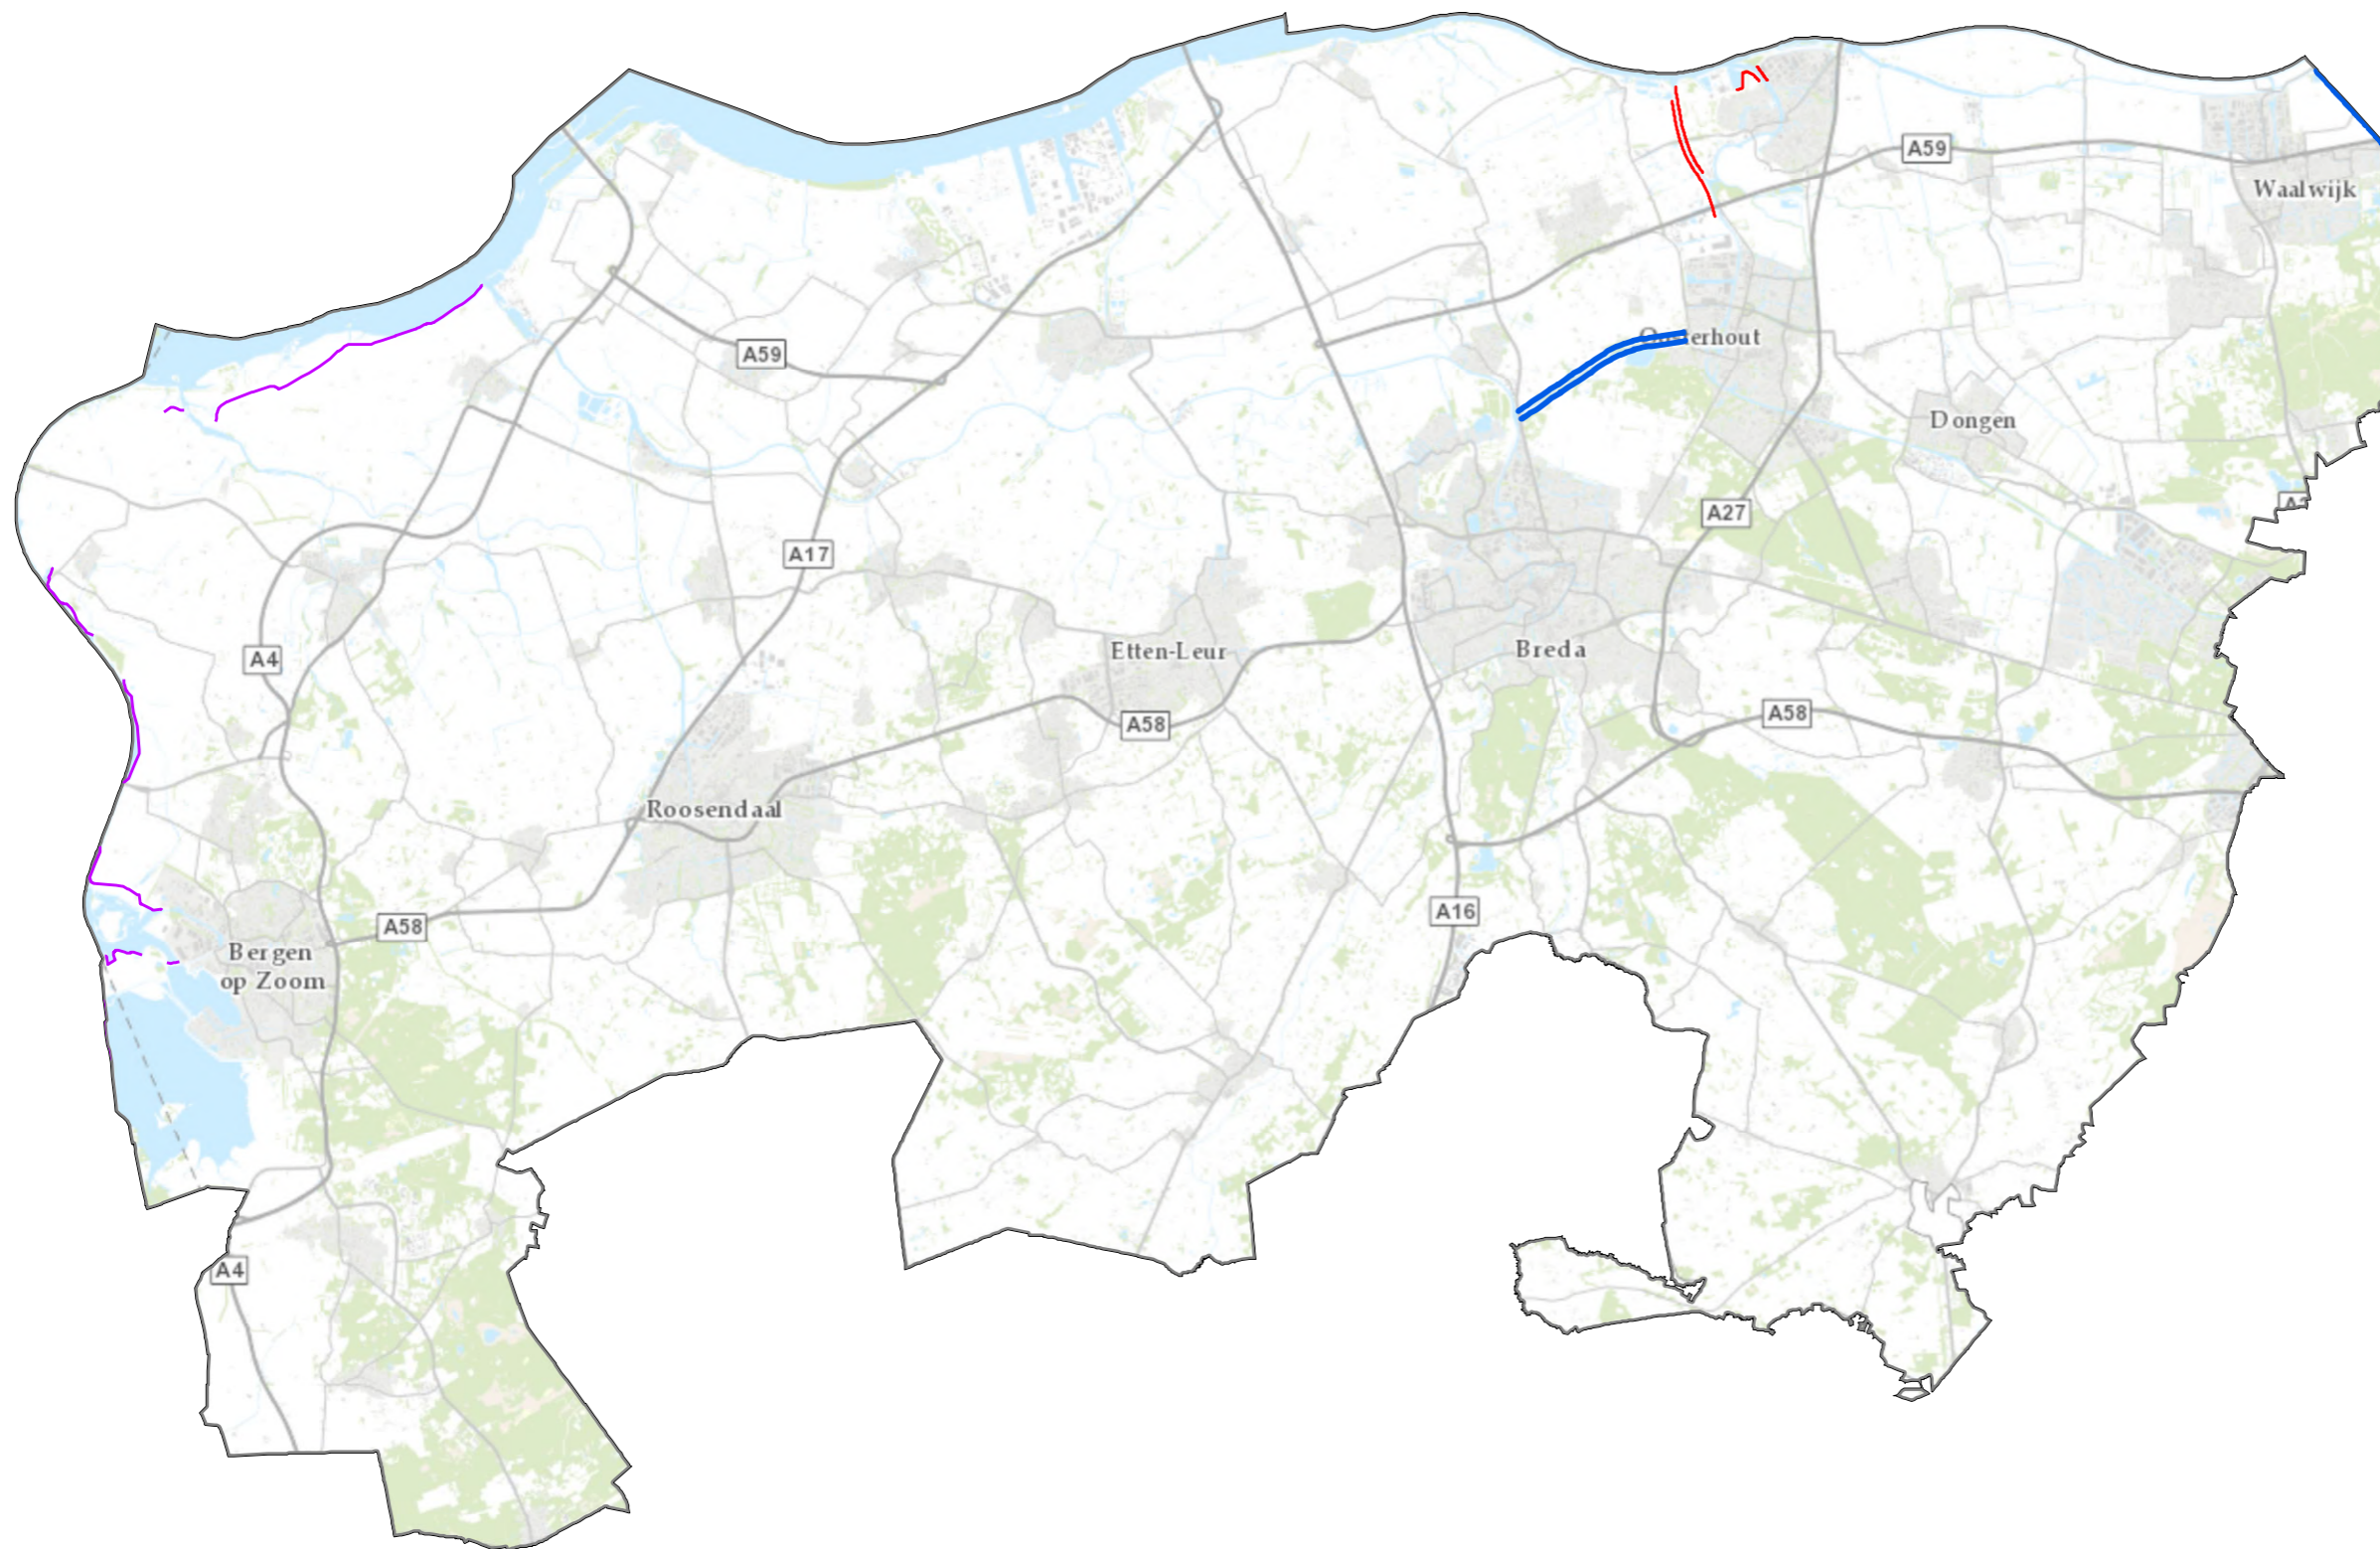 A59
Waalwijk
Oosterhout
A59
Dongen
A27
A17
Etten-Leur
Breda
A4
A58
A58
Roosendaal
A16
A58
Bergen
op Zoom
A4